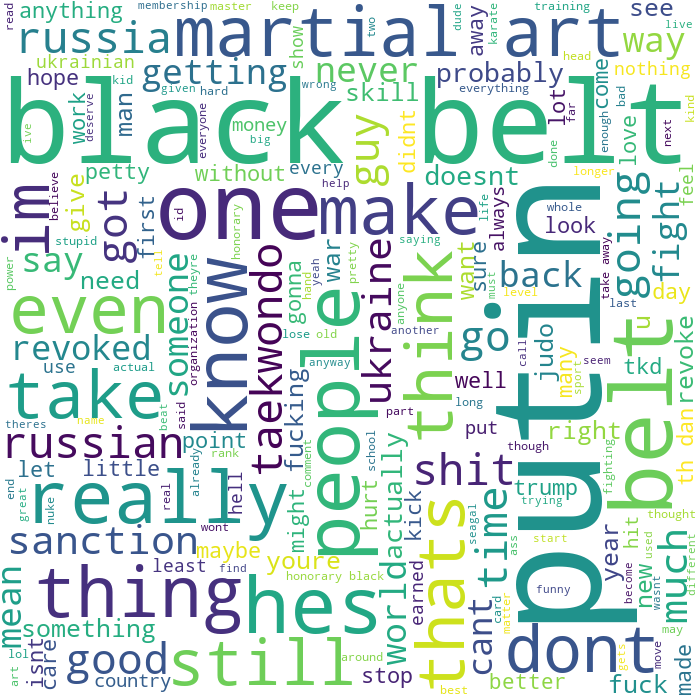 read
anything
membership
master
keep
two
dude
karate
training
see
live
russia
martial art
away
way
ukrainian
hope
getting
show
never
probably
head
nothing
kid
given
hard
wrong
everything
come
work
deserve
man
skill
lot
enough
far
bad
next
kind
ive
black belt
everyone
money
big
guy
didnt
done
love
petty
without
every
doesnt
longer
feel
im
believe
give
got
first
id
one
help
make
life
always
whole
look
going
fight
stupid
honorary
yeah
war
pretty
saying
want
sure
putin
take away
say
need
someone
know
taekwondo
gonna
hand
people
ukraine
think
anyone
must
level
back
last
day
power
tell
theyre
even
organization
lose
old
another
go
call
judo
many
sport
seem
u
revoke
revoked
use
actual
anyway
well
tkd
belt
take
theres
name
beat
said
fucking
part
long
put
right
th dan
russian
point
rank
school
though
fighting
let
little
already
real
hell
comment
might
hurt
world
actually
kick
shit
seagal
trump
trying
thought
end
great
nuke
really
thats
time
ass
hit
new
used
different
sanction
wont
maybe
youre
earned
start
year
become
wasnt
much
mean
thing
least
find
honorary black
hes
cant
card
matter
funny
may
something
lol
isnt
care
good
country
still
around
stop
best
better
gets
dont
move
fuck
made
art